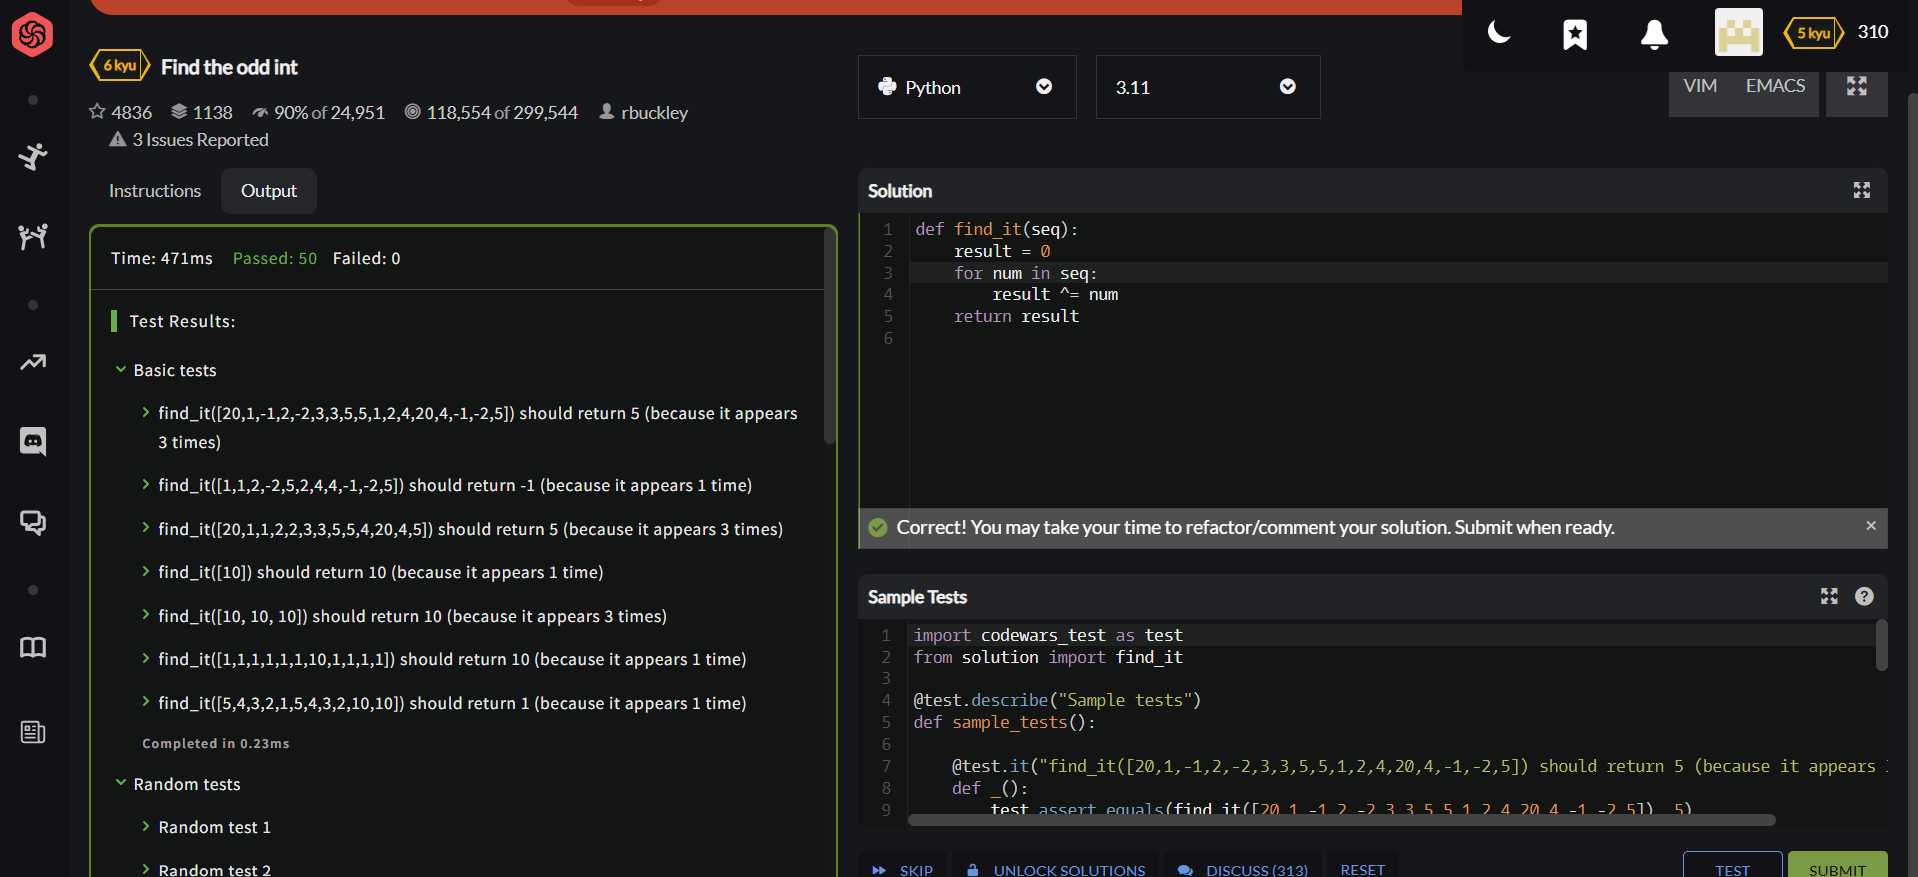 6 kyu Find the odd int
4836 1138 90% of 24,951 118,554 of 299,544 rbuckley
3 Issues Reported
Instructions Output
Time: 471ms Passed: 50 Failed: 0
Test Results:
Basic tests
find_it([20,1,-1,2,-2,3,3,5,5,1,2,4,20,4,-1,-2,5]) should return 5 (because it appears
3 times)
find_it([1,1,2,-2,5,2,4,4,-1,-2,5]) should return -1 (because it appears 1 time)
find_it([20,1,1,2,2,3,3,5,5,4,20,4,5]) should return 5 (because it appears 3 times)
find_it([10]) should return 10 (because it appears 1 time)
find_it([10, 10, 10]) should return 10 (because it appears 3 times)
find_it([1,1,1,1,1,1,10,1,1,1,1]) should return 10 (because it appears 1 time)
find_it([5,4,3,2,1,5,4,3,2,10,10]) should return 1 (because it appears 1 time)
Completed in 0.23ms
Random tests
Random test 1
Random test 2
5 kyu 310
Python 3.11 VIM EMACS
Solution
1 def find_it(seq):
2 result = 0
3 for num in seq:
4 result ^= num
5 return result
6
Correct! You may take your time to refactor/comment your solution. Submit when ready. ×
Sample Tests ?
1 import codewars_test as test
2 from solution import find_it
3
4 @test.describe("Sample tests")
5 def sample_tests():
6
7 @test.it("find_it([20,1,-1,2,-2,3,3,5,5,1,2,4,20,4,-1,-2,5]) should return 5 (because it appears
8 def _():
9 test.assert_equals(find_it([20,1,-1,2,-2,3,3,5,5,1,2,4,20,4,-1,-2,5]), 5)
SKIP UNLOCK SOLUTIONS DISCUSS (313) RESET TEST SUBMIT